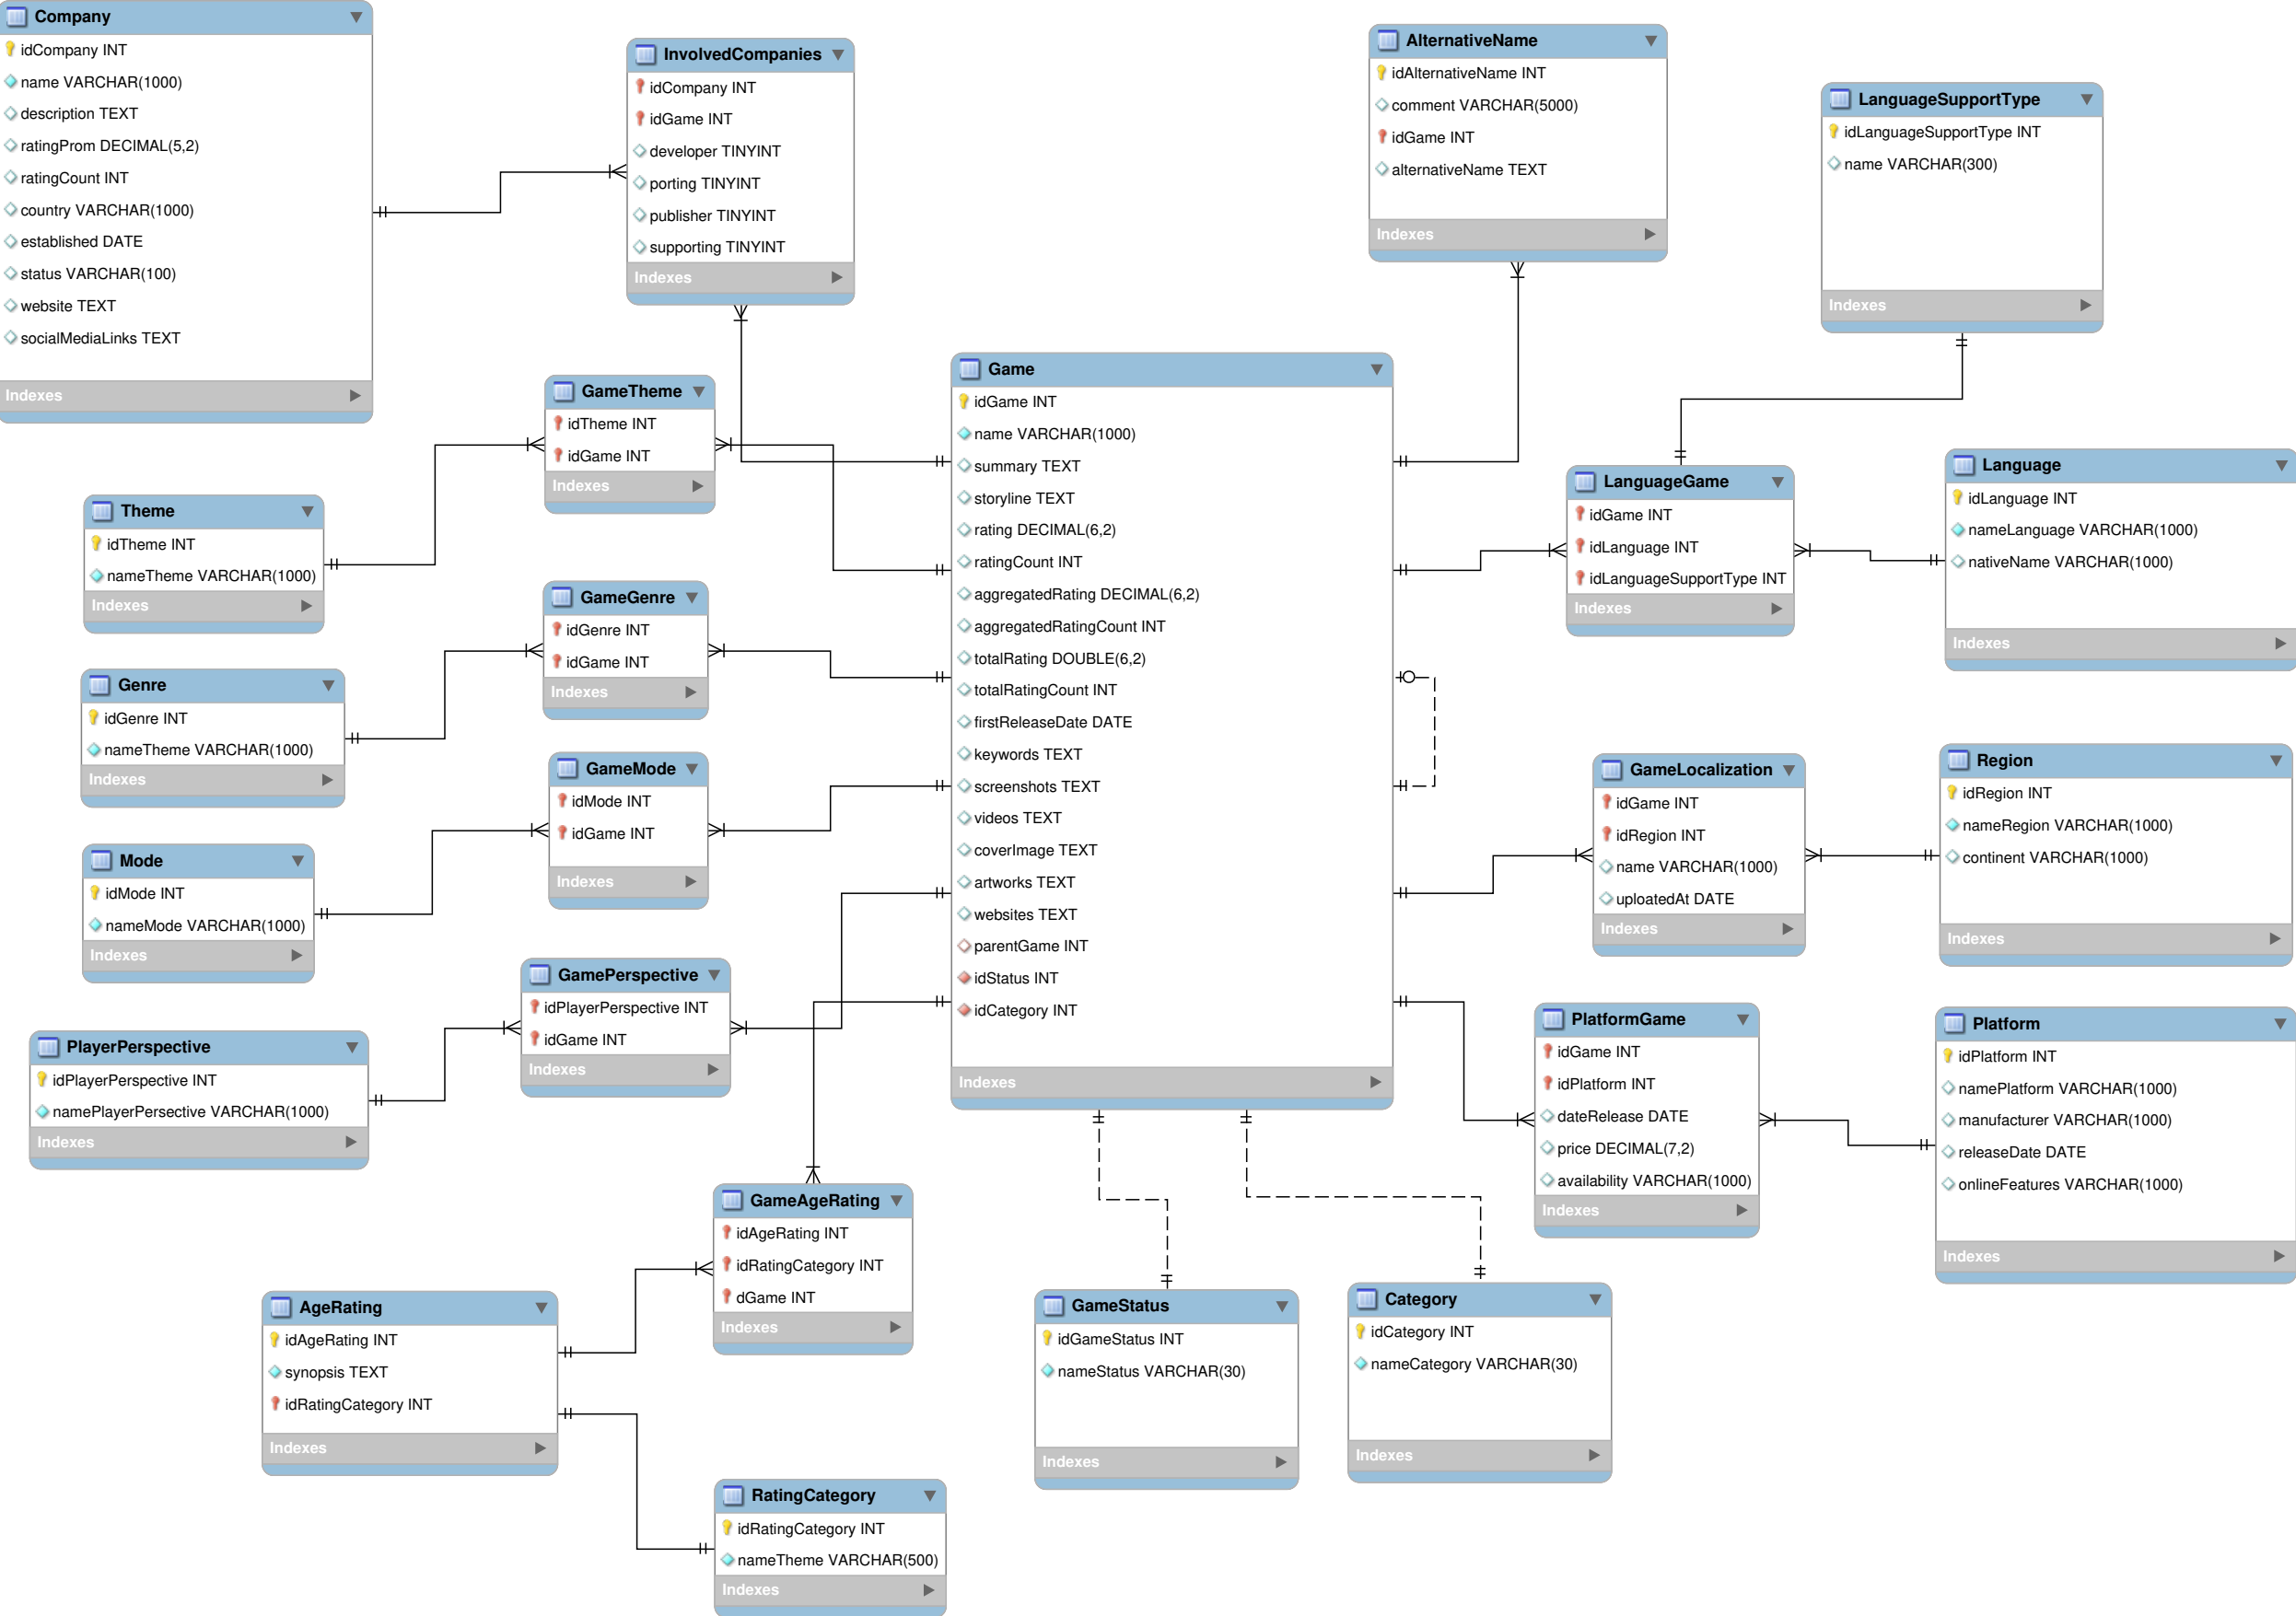 Company
idCompany INT
name VARCHAR(1000)
description TEXT
ratingProm DECIMAL(5,2)
ratingCount INT
country VARCHAR(1000)
established DATE
status VARCHAR(100)
website TEXT
socialMediaLinks TEXT
Indexes
InvolvedCompanies
idCompany INT
idGame INT
developer TINYINT
porting TINYINT
publisher TINYINT
supporting TINYINT
Indexes
AlternativeName
idAlternativeName INT
comment VARCHAR(5000)
idGame INT
alternativeName TEXT
Indexes
LanguageSupportType
idLanguageSupportType INT
name VARCHAR(300)
Indexes
GameTheme
idTheme INT
idGame INT
Indexes
Theme
idTheme INT
nameTheme VARCHAR(1000)
Indexes
Game
idGame INT
name VARCHAR(1000)
summary TEXT
storyline TEXT
rating DECIMAL(6,2)
ratingCount INT
aggregatedRating DECIMAL(6,2)
aggregatedRatingCount INT
totalRating DOUBLE(6,2)
totalRatingCount INT
firstReleaseDate DATE
keywords TEXT
screenshots TEXT
videos TEXT
coverImage TEXT
artworks TEXT
websites TEXT
parentGame INT
idStatus INT
idCategory INT
Indexes
LanguageGame
idGame INT
idLanguage INT
idLanguageSupportType INT
Indexes
Language
idLanguage INT
nameLanguage VARCHAR(1000)
nativeName VARCHAR(1000)
Indexes
GameGenre
idGenre INT
idGame INT
Indexes
Genre
idGenre INT
nameTheme VARCHAR(1000)
Indexes
GameMode
idMode INT
idGame INT
Indexes
Mode
idMode INT
nameMode VARCHAR(1000)
Indexes
GameLocalization
idGame INT
idRegion INT
name VARCHAR(1000)
uploatedAt DATE
Indexes
Region
idRegion INT
nameRegion VARCHAR(1000)
continent VARCHAR(1000)
Indexes
GamePerspective
idPlayerPerspective INT
idGame INT
Indexes
PlayerPerspective
idPlayerPerspective INT
namePlayerPersective VARCHAR(1000)
Indexes
PlatformGame
idGame INT
idPlatform INT
dateRelease DATE
price DECIMAL(7,2)
availability VARCHAR(1000)
Indexes
Platform
idPlatform INT
namePlatform VARCHAR(1000)
manufacturer VARCHAR(1000)
releaseDate DATE
onlineFeatures VARCHAR(1000)
Indexes
GameAgeRating
idAgeRating INT
idRatingCategory INT
dGame INT
Indexes
AgeRating
idAgeRating INT
synopsis TEXT
idRatingCategory INT
Indexes
GameStatus
idGameStatus INT
nameStatus VARCHAR(30)
Indexes
Category
idCategory INT
nameCategory VARCHAR(30)
Indexes
RatingCategory
idRatingCategory INT
nameTheme VARCHAR(500)
Indexes